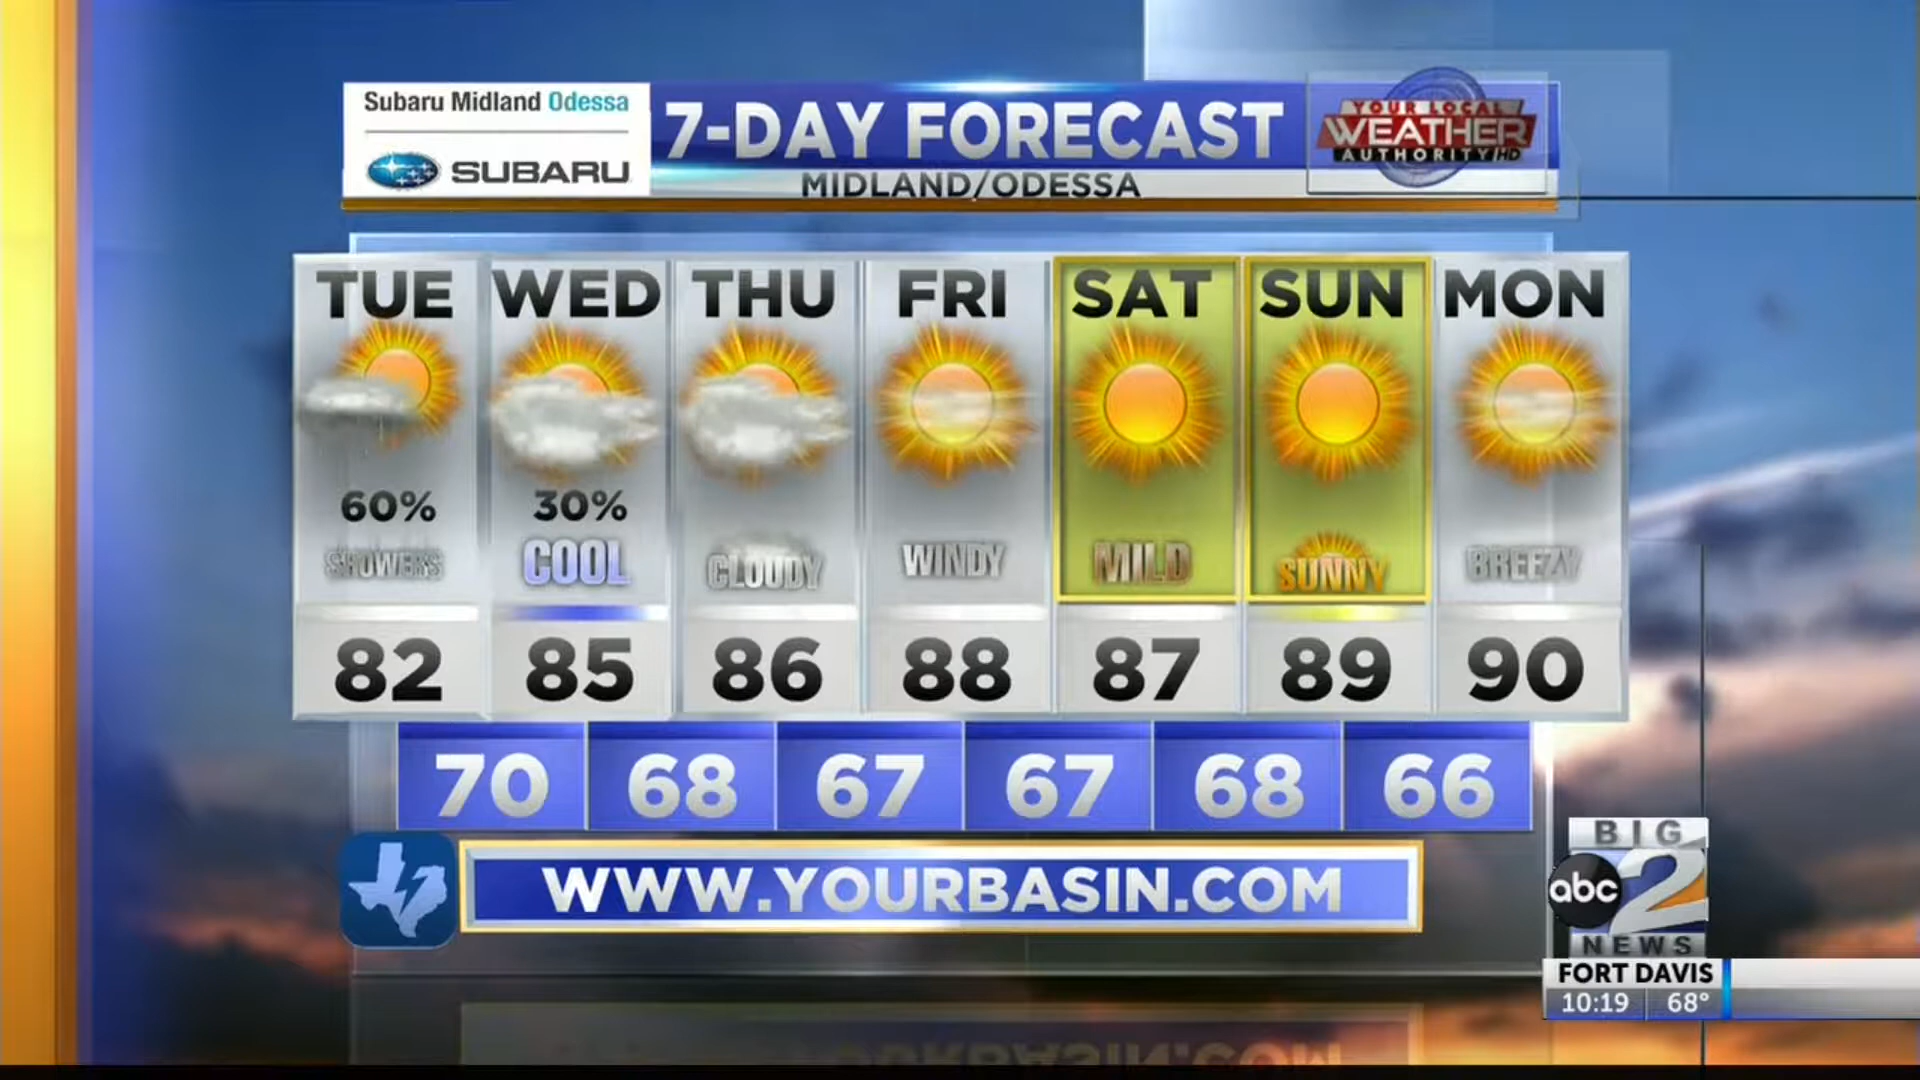 Subaru Midland Odessa
SUBARU
7-DAY FORECAST
MIDLAND/ODESSA
YOUR LOCAL
WEATHER
AUTHORITY/HD
TUE WED THU FRI SAT SUN MON
60% 30%
SHOWERS COOL CLOUDY WINDY MILD SUNNY BREEZY
82 85 86 88 87 89 90
70 68 67 67 68 66
WWW.YOURBASIN.COM
BIG
abc 2
NEWS
FORT DAVIS
10:19 68°